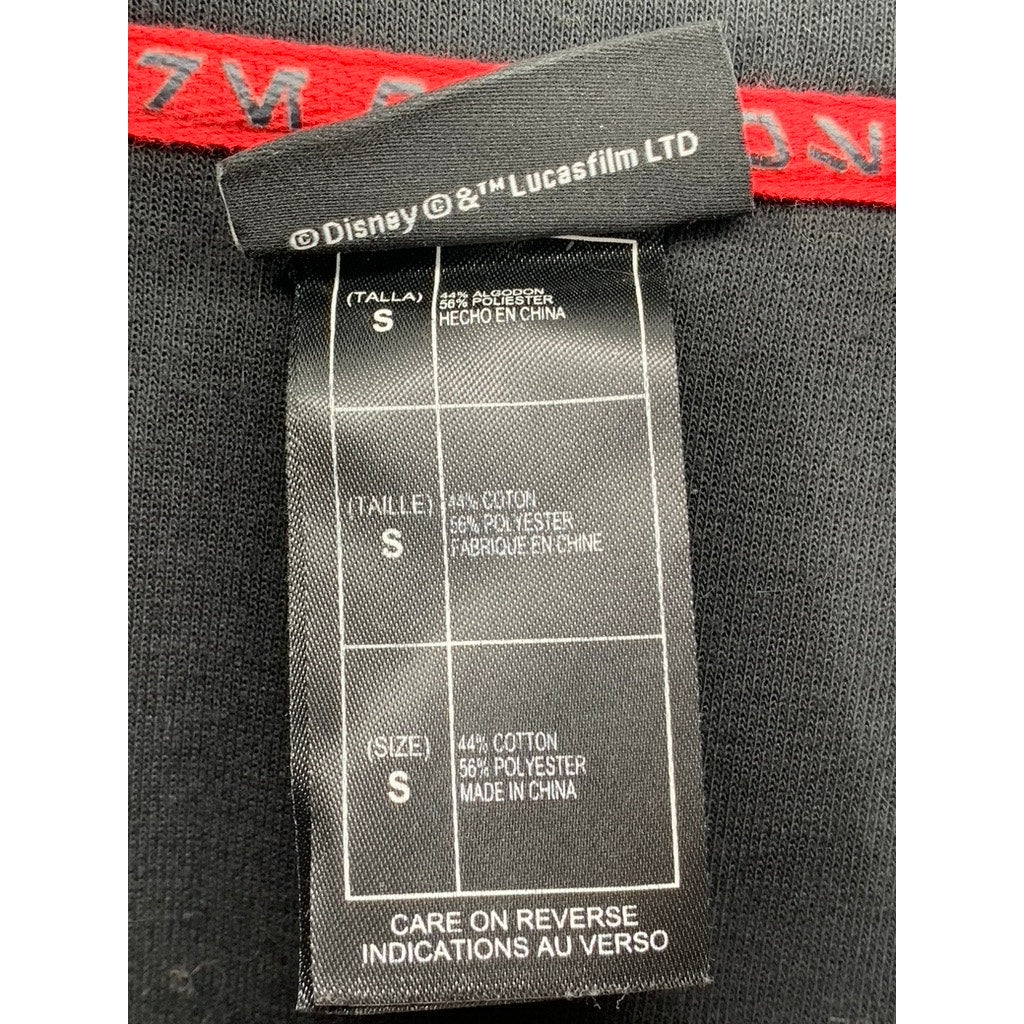 ©Disney©&™Lucasfilm LTD
(TALLA)
S
44% ALGODON
56% POLIESTER
HECHO EN CHINA
(TAILLE)
S
44% COTON
56% POLYESTER
FABRIQUE EN CHINE
(SIZE)
S
44% COTTON
56% POLYESTER
MADE IN CHINA
CARE ON REVERSE
INDICATIONS AU VERSO